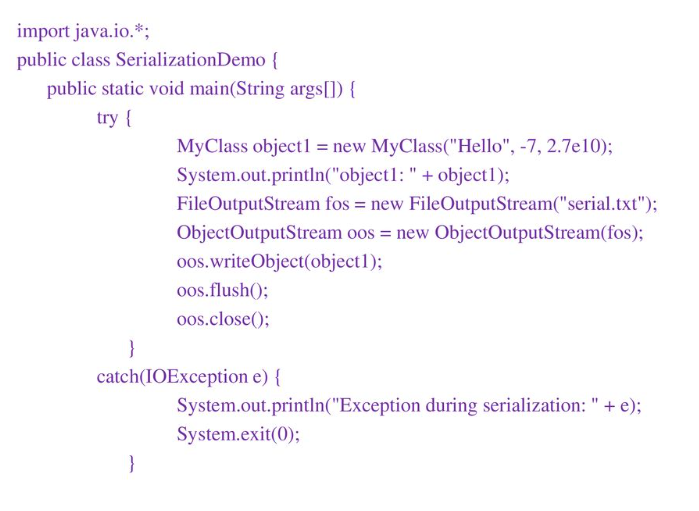 import java.io.*;
public class SerializationDemo {
public static void main(String args[]) {
try {
MyClass object1 = new MyClass("Hello", -7, 2.7e10);
System.out.println("object1: " + object1);
FileOutputStream fos = new FileOutputStream("serial.txt");
ObjectOutputStream oos = new ObjectOutputStream(fos);
oos.writeObject(object1);
oos.flush();
oos.close();
}
catch(IOException e) {
System.out.println("Exception during serialization: " + e);
System.exit(0);
}